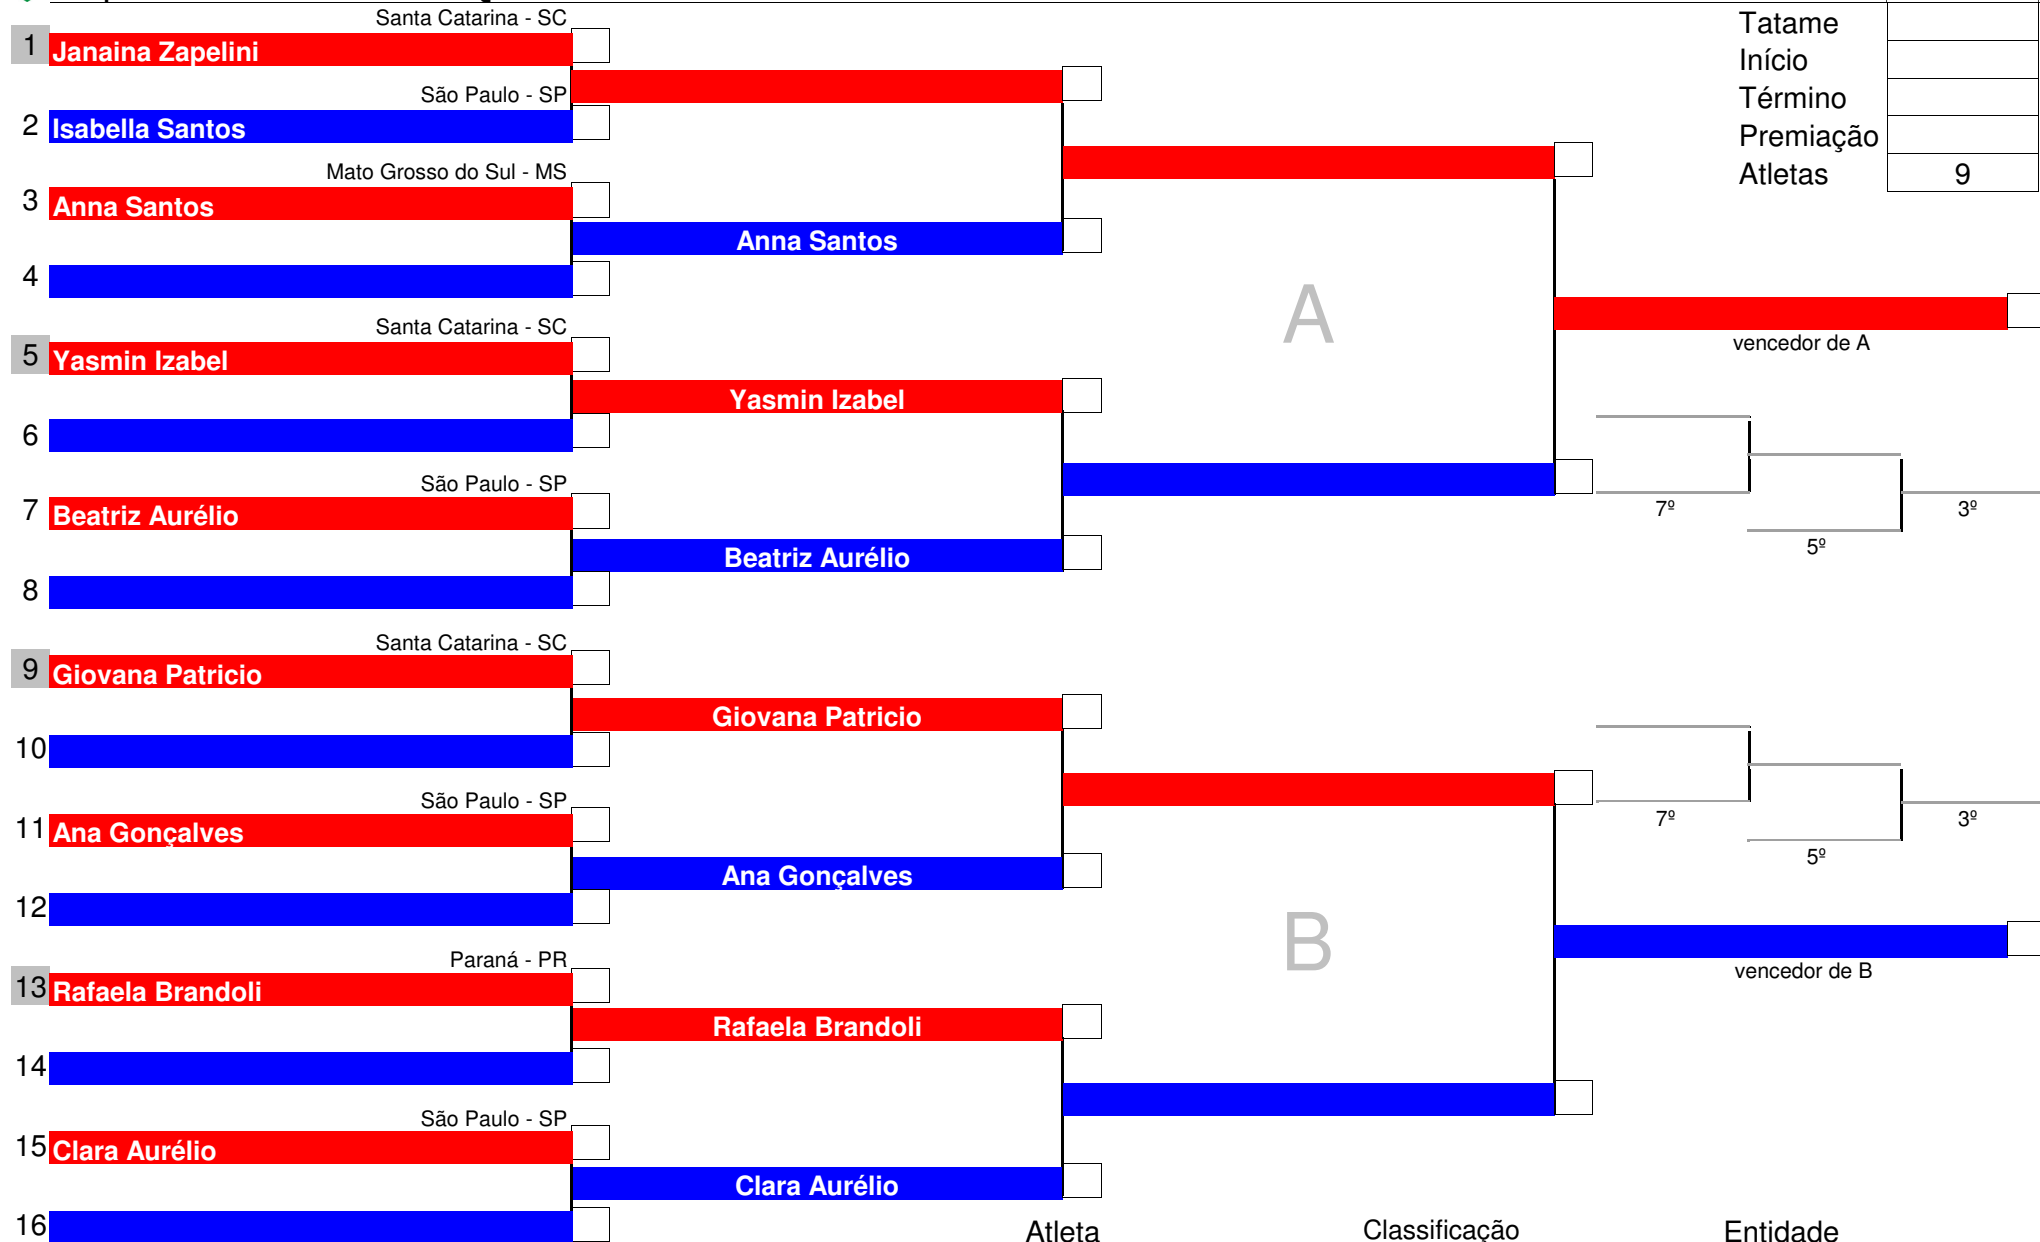 Santa Catarina - SC
1 Janaina Zapelini
São Paulo - SP
2 Isabella Santos
Mato Grosso do Sul - MS
3 Anna Santos
Anna Santos
4
Santa Catarina - SC
5 Yasmin Izabel
Yasmin Izabel
6
São Paulo - SP
7 Beatriz Aurélio
Beatriz Aurélio
8
Santa Catarina - SC
9 Giovana Patricio
Giovana Patricio
10
São Paulo - SP
11 Ana Gonçalves
Ana Gonçalves
12
Paraná - PR
13 Rafaela Brandoli
Rafaela Brandoli
14
São Paulo - SP
15 Clara Aurélio
Clara Aurélio
16
A
B
Tatame
Início
Término
Premiação
Atletas 9
vencedor de A
7º
3º
5º
7º
3º
5º
vencedor de B
Atleta Classificação Entidade